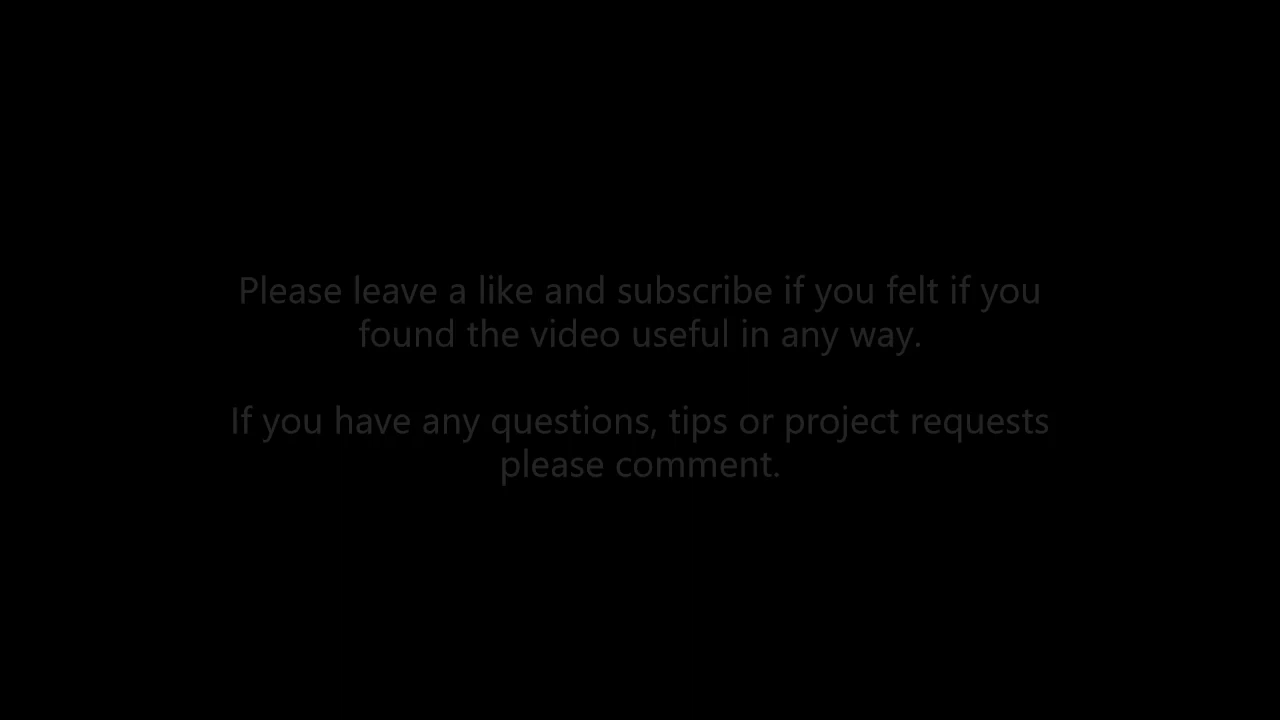 Please leave a like and subscribe if you felt if you
found the video useful in any way.
If you have any questions, tips or project requests
please comment.